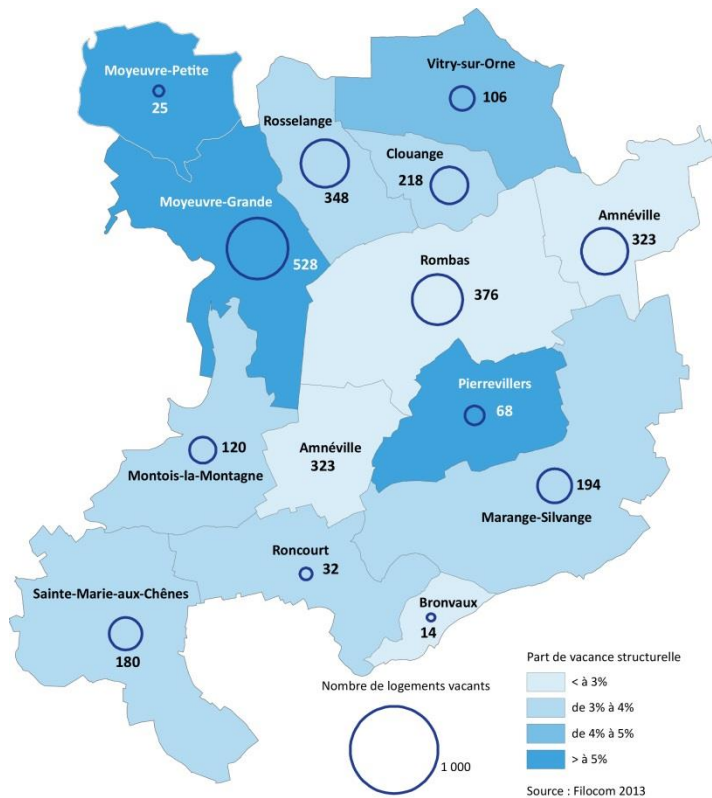 Moyeuvre-Petite
25
Vitry-sur-Orne
106
Rosselange
348
Clouange
218
Moyeuvre-Grande
528
Amnéville
323
Rombas
376
Pierrevillers
68
Amnéville
323
120
Montois-la-Montagne
194
Marange-Silvange
Roncourt
32
Sainte-Marie-aux-Chênes
180
Bronvaux
14
Nombre de logements vacants
1 000
Part de vacance structurelle
< à 3%
de 3% à 4%
de 4% à 5%
> à 5%
Source : Filocom 2013